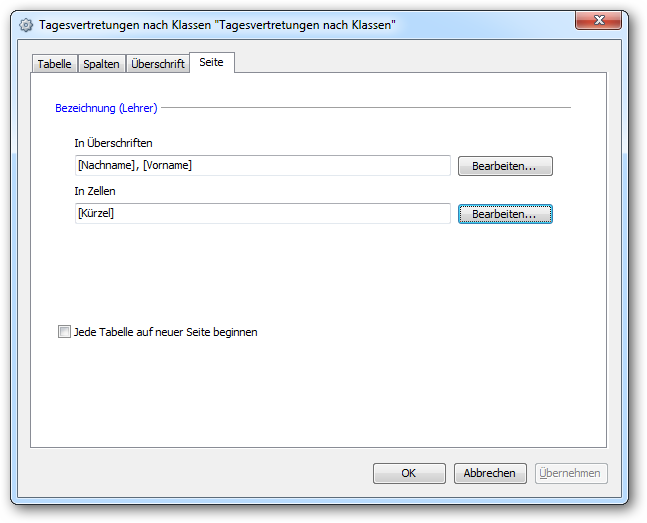 Tagesvertretungen nach Klassen "Tagesvertretungen nach Klassen"
Tabelle Spalten Überschrift Seite
Bezeichnung (Lehrer)
In Überschriften
[Nachname], [Vorname] Bearbeiten...
In Zellen
[Kürzel] Bearbeiten...
Jede Tabelle auf neuer Seite beginnen
OK Abbrechen Übernehmen